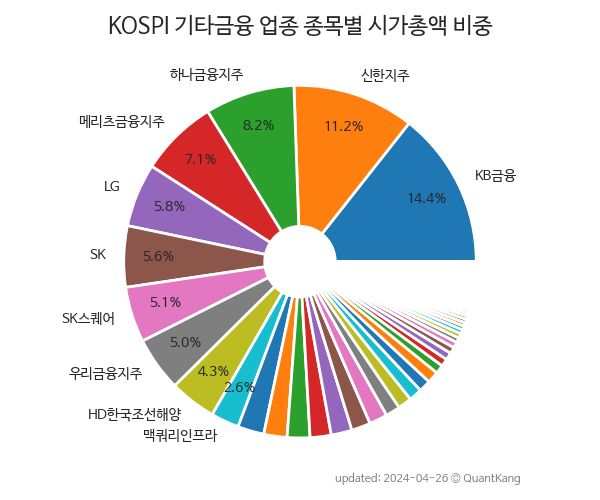 KOSPI 기타금융 업종 종목별 시가총액 비중
하나금융지주
신한지주
메리츠금융지주
8.2%
11.2%
7.1%
KB금융
LG
14.4%
5.8%
SK
5.6%
SK스퀘어
5.1%
5.0%
우리금융지주
4.3%
2.6%
HD한국조선해양
맥쿼리인프라
updated: 2024-04-26 © QuantKang